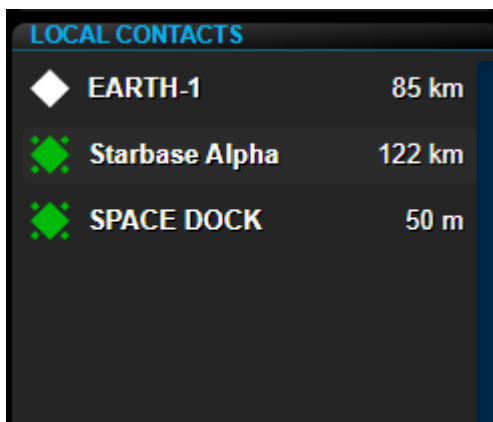 LOCAL CONTACTS
EARTH-1 85 km
Starbase Alpha 122 km
SPACE DOCK 50 m